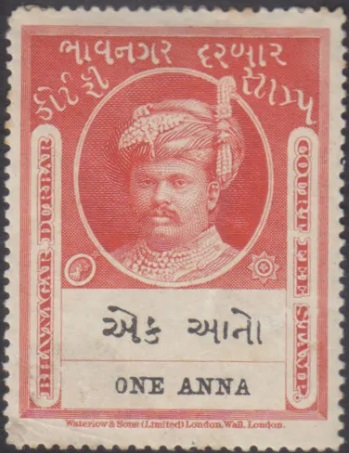 ભાવનગર દરબાર
કોર્ટ ફી સ્ટામ્પ
BHAVNAGAR DURBAR
COURT FEE STAMP.
એક આનો
ONE ANNA
Waterlow & Sons (Limited) London, Wall, London.